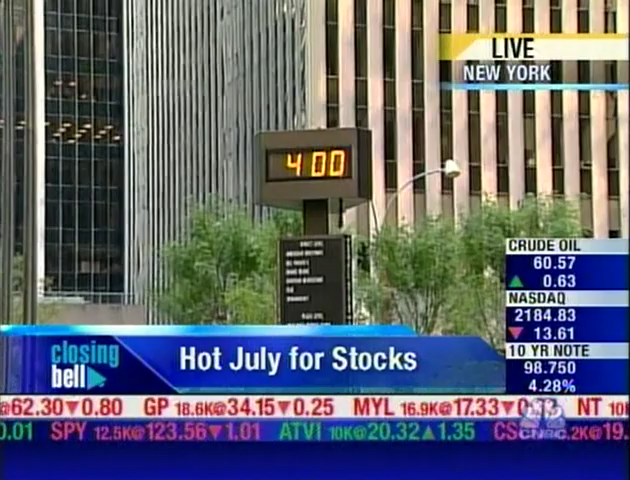 LIVE
NEW YORK
4 00
CRUDE OIL
60.57
▲ 0.63
NASDAQ
2184.83
▼ 13.61
10 YR NOTE
98.750
4.28%
closing
bell
Hot July for Stocks
@62.30▼0.80 GP 18.6K@34.15▼0.25 MYL 16.9K@17.33▼ NT
CNBC
0.01 SPY 12.5K@123.56▼1.01 ATVI 10K@20.32▲1.35